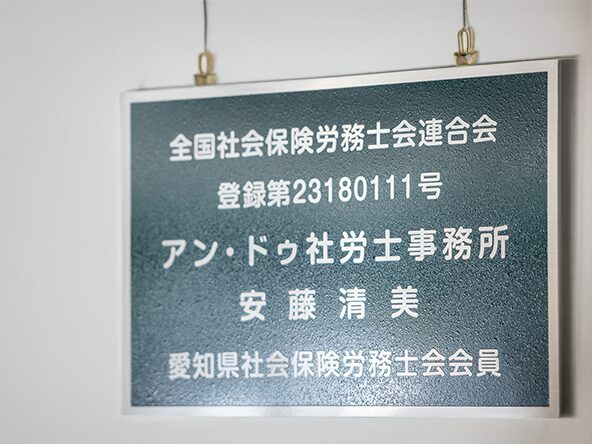 全国社会保険労務士会連合会
登録第23180111号
アン・ドゥ社労士事務所
安藤清美
愛知県社会保険労務士会会員